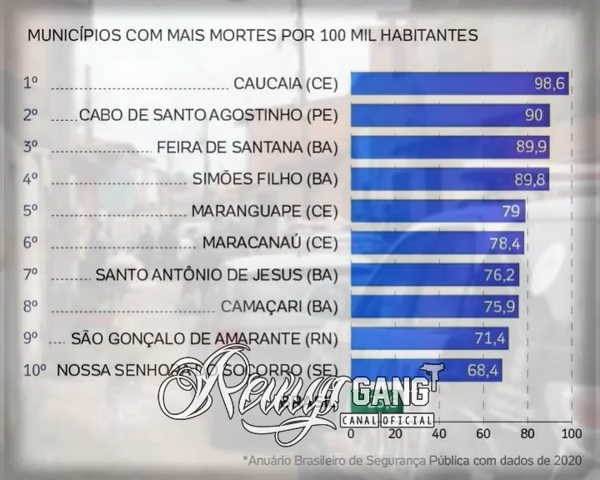 MUNICÍPIOS COM MAIS MORTES POR 100 MIL HABITANTES
1º CAUCAIA (CE) 98,6
2º CABO DE SANTO AGOSTINHO (PE) 90
3º FEIRA DE SANTANA (BA) 89,9
4º SIMÕES FILHO (BA) 89,8
5º MARANGUAPE (CE) 79
6º MARACANAÚ (CE) 78,4
7º SANTO ANTÔNIO DE JESUS (BA) 76,2
8º CAMAÇARI (BA) 75,9
9º SÃO GONÇALO DE AMARANTE (RN) 71,4
10º NOSSA SENHORA DO SOCORRO (SE) 68,4
GANG
CANAL OFICIAL
0 20 40 60 80 100
*Anuário Brasileiro de Segurança Pública com dados de 2020